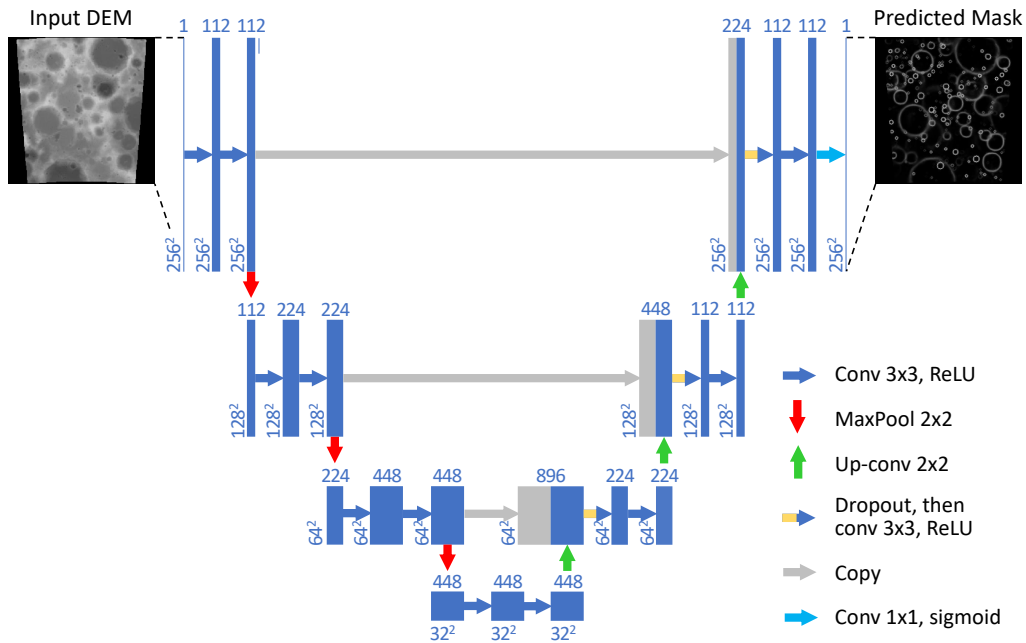 Input DEM
Predicted Mask
1 112 112
224 112 112 1
256² 256² 256²
256² 256² 256² 256²
112 224 224
448 112 112
128² 128² 128²
128² 128² 128²
224 448 448
896 224 224
64² 64² 64²
64² 64² 64²
448 448 448
32² 32² 32²
Conv 3x3, ReLU
MaxPool 2x2
Up-conv 2x2
Dropout, then
conv 3x3, ReLU
Copy
Conv 1x1, sigmoid